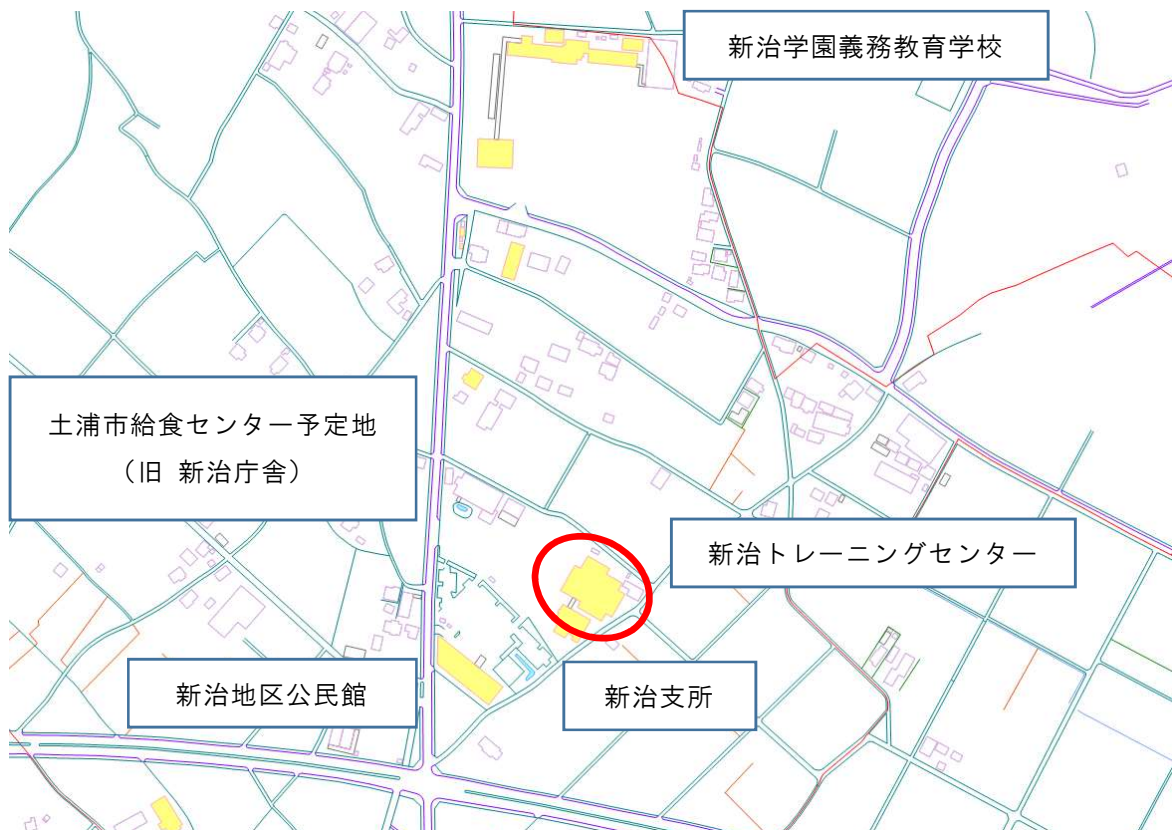 新治学園義務教育学校
土浦市給食センター予定地
（旧 新治庁舎）
新治トレーニングセンター
新治地区公民館
新治支所